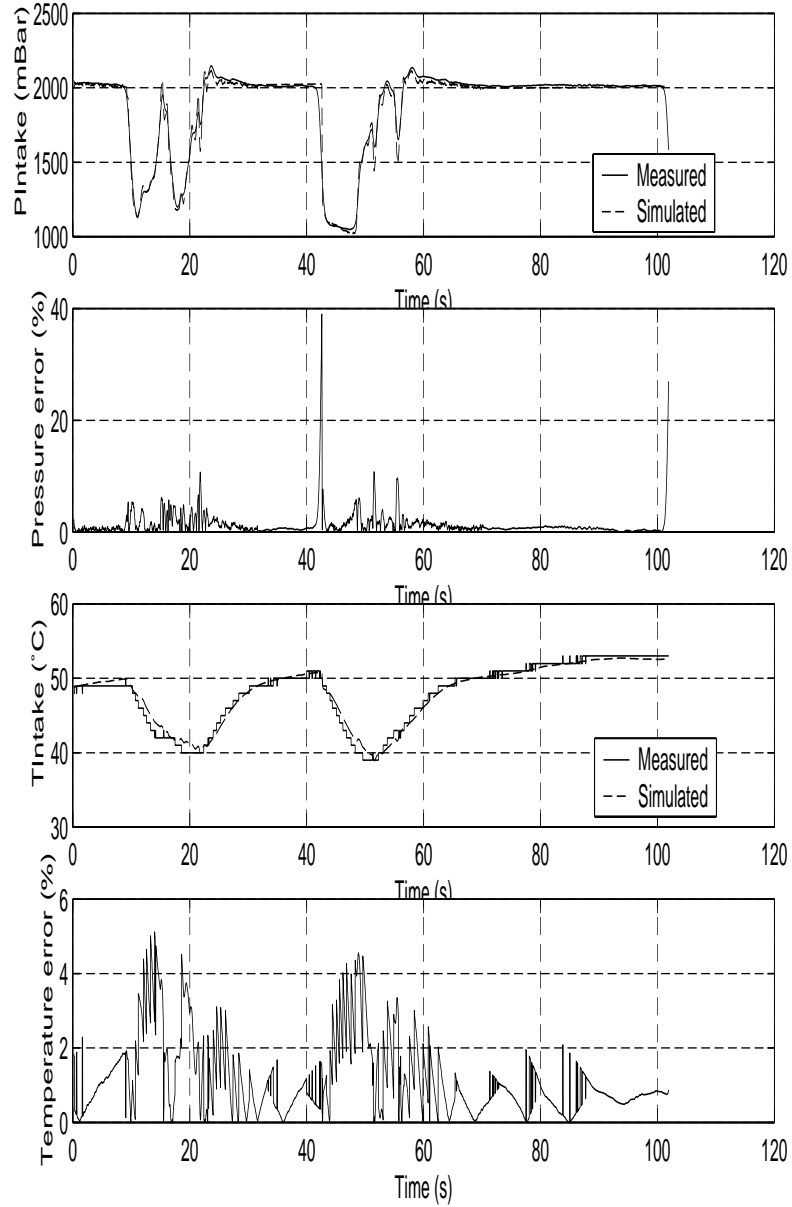 PIntake (mBar)
2500
2000
1500
1000
Measured
Simulated
0 20 40 60 80 100 120
Time (s)
Pressure error (%)
40
20
0
0 20 40 60 80 100 120
Time (s)
TIntake (°C)
60
50
40
30
Measured
Simulated
0 20 40 60 80 100 120
Time (s)
Temperature error (%)
6
4
2
0
0 20 40 60 80 100 120
Time (s)